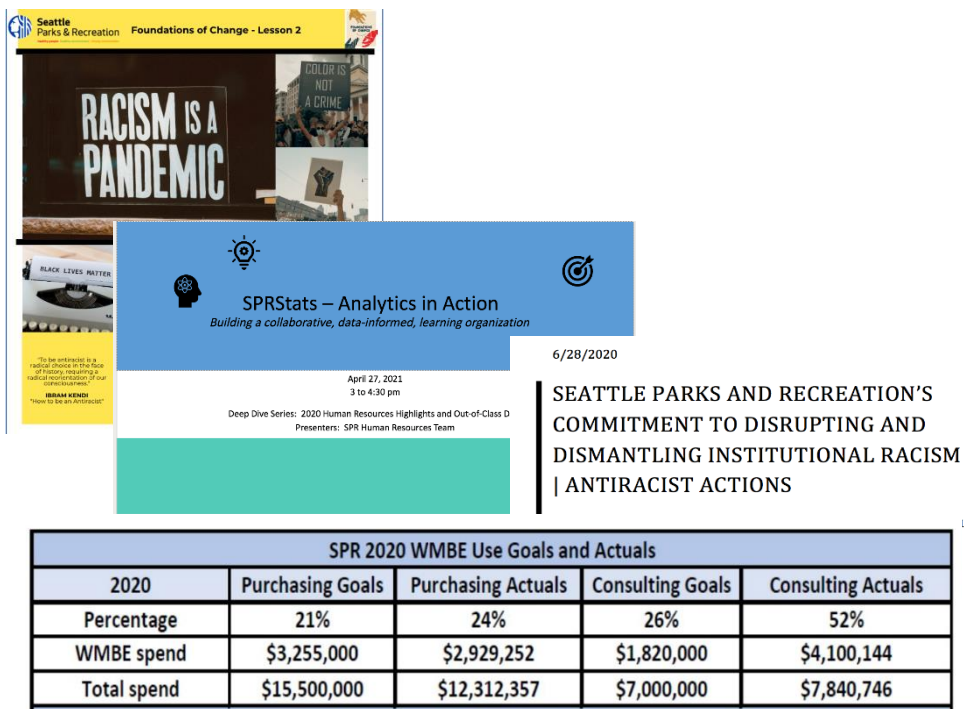 Seattle
Parks & Recreation
Foundations of Change - Lesson 2
COLOR IS
NOT
A CRIME
RACISM IS A
PANDEMIC
BLACK LIVES MATTER
"To be antiracist is a
radical choice in the face
of history, requiring a
radical reorientation of our
consciousness."
IBRAM KENDI
"How to be an Antiracist"
SPRStats – Analytics in Action
Building a collaborative, data-informed, learning organization
April 27, 2021
3 to 4:30 pm
Deep Dive Series: 2020 Human Resources Highlights and Out-of-Class D
Presenters: SPR Human Resources Team
6/28/2020
SEATTLE PARKS AND RECREATION'S
COMMITMENT TO DISRUPTING AND
DISMANTLING INSTITUTIONAL RACISM
| ANTIRACIST ACTIONS
SPR 2020 WMBE Use Goals and Actuals
2020 Purchasing Goals Purchasing Actuals Consulting Goals Consulting Actuals
Percentage 21% 24% 26% 52%
WMBE spend $3,255,000 $2,929,252 $1,820,000 $4,100,144
Total spend $15,500,000 $12,312,357 $7,000,000 $7,840,746